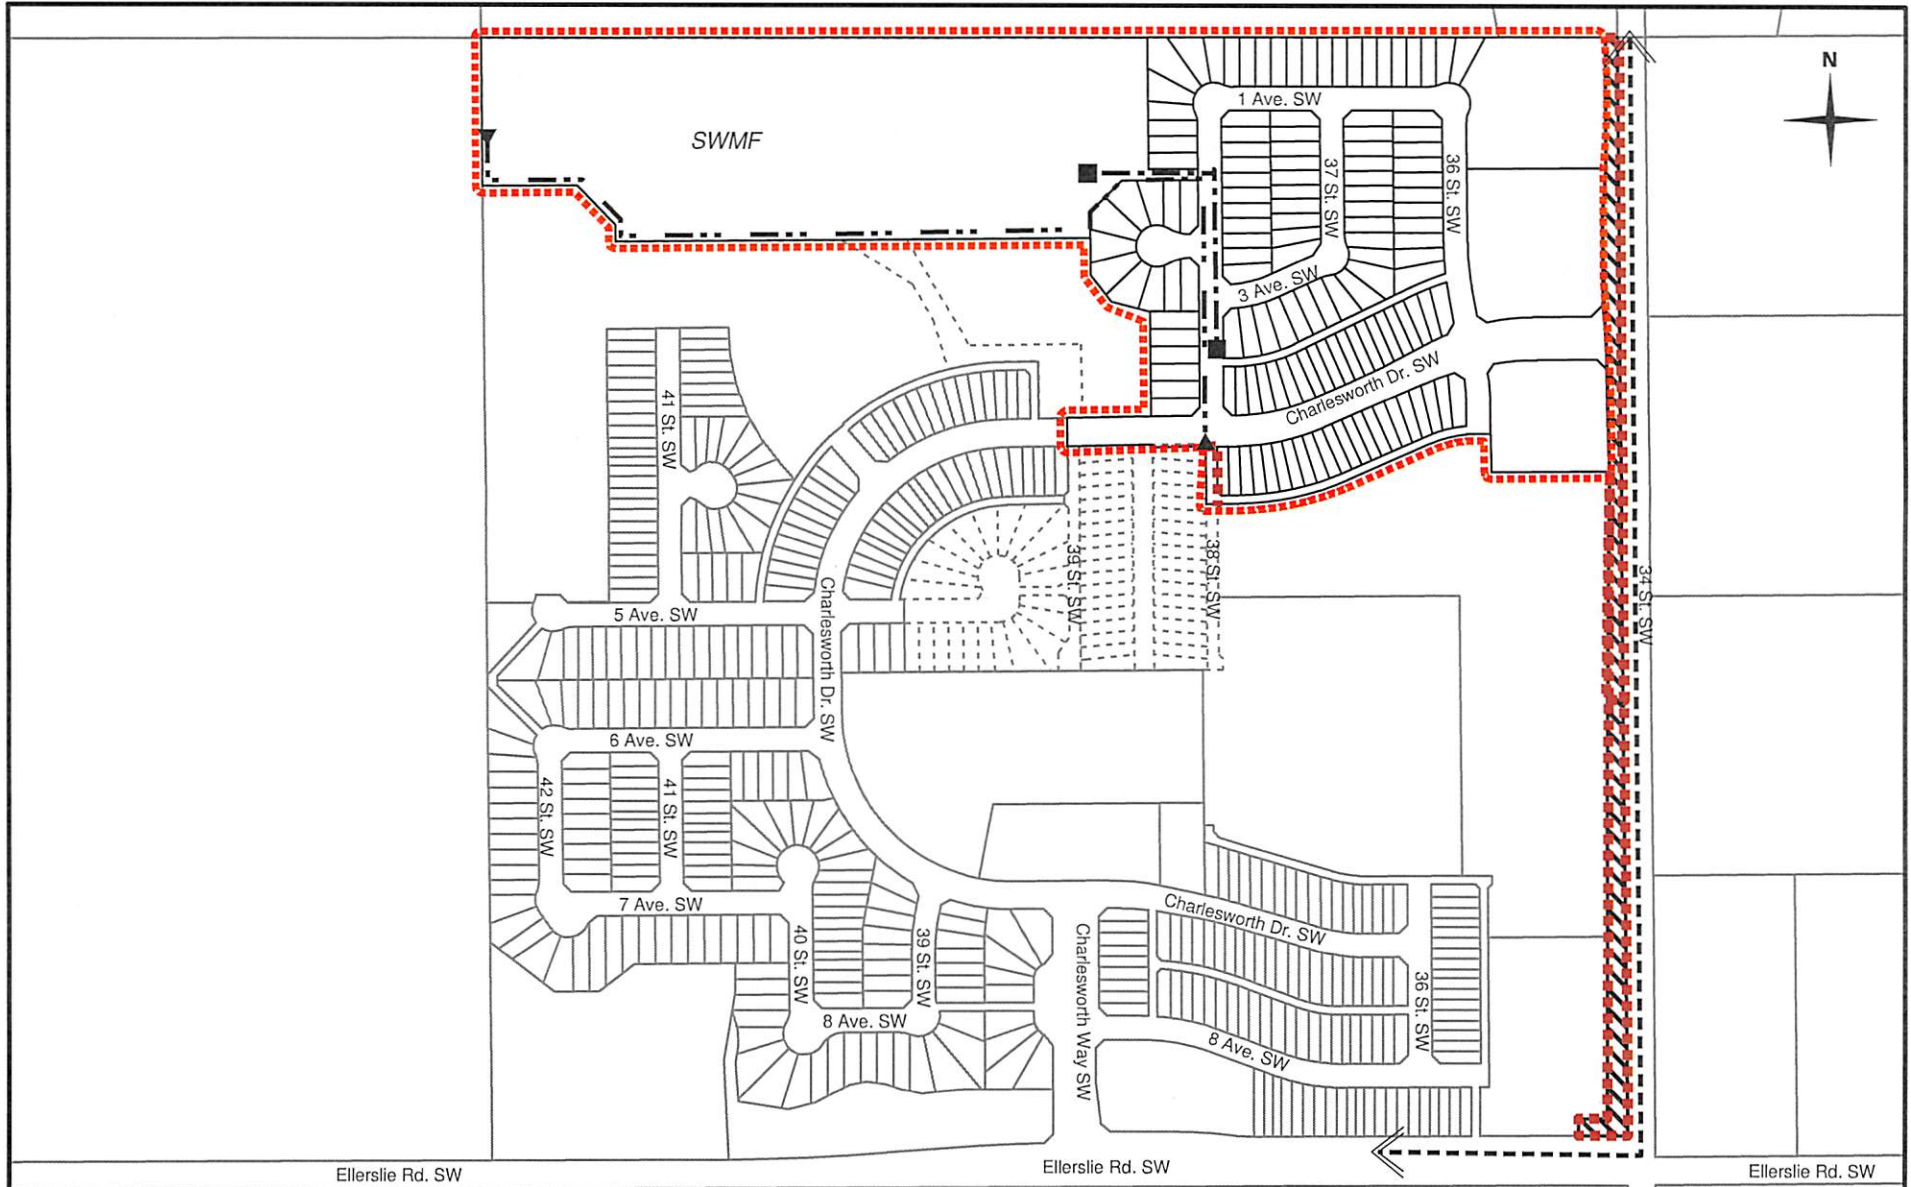 N
SWMF
1 Ave. SW
37 St. SW
36 St. SW
3 Ave. SW
Charlesworth Dr. SW
41 St. SW
39 St. SW
38 St. SW
34 St. SW
5 Ave. SW
Charlesworth Dr. SW
6 Ave. SW
42 St. SW
41 St. SW
7 Ave. SW
40 St. SW
39 St. SW
8 Ave. SW
Charlesworth Way SW
Charlesworth Dr. SW
36 St. SW
8 Ave. SW
Ellerslie Rd. SW
Ellerslie Rd. SW
Ellerslie Rd. SW